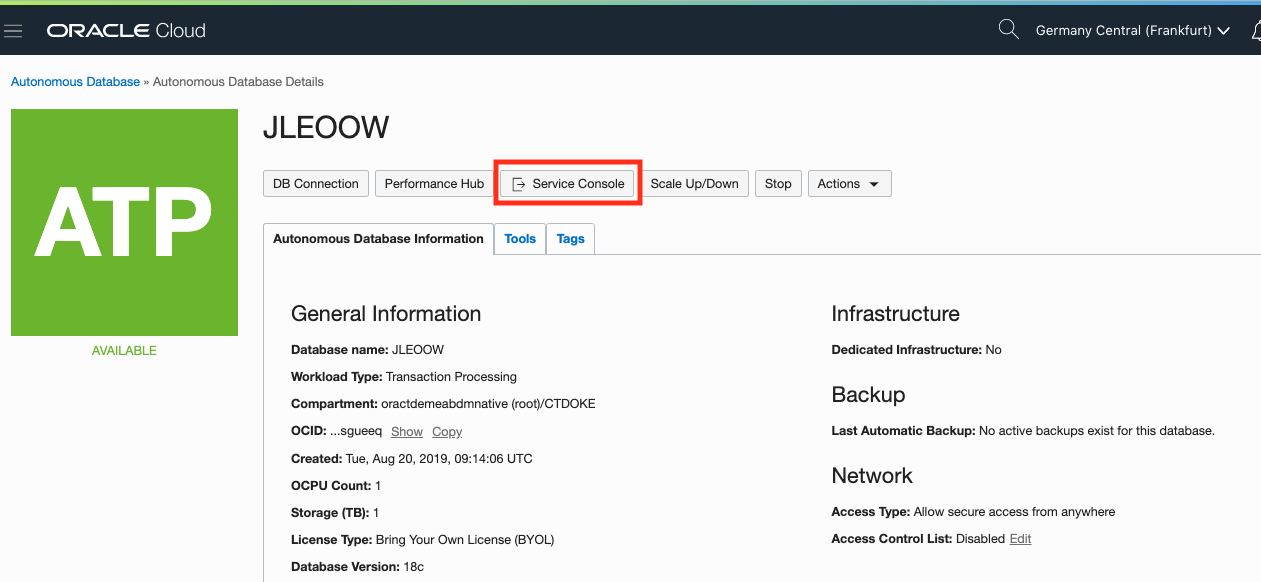 ORACLE Cloud
Germany Central (Frankfurt)
Autonomous Database » Autonomous Database Details
ATP
AVAILABLE
JLEOOW
DB Connection Performance Hub Service Console Scale Up/Down Stop Actions
Autonomous Database Information Tools Tags
General Information
Database name: JLEOOW
Workload Type: Transaction Processing
Compartment: oractdemeabdmnative (root)/CTDOKE
OCID: ...sgueeq Show Copy
Created: Tue, Aug 20, 2019, 09:14:06 UTC
OCPU Count: 1
Storage (TB): 1
License Type: Bring Your Own License (BYOL)
Database Version: 18c
Infrastructure
Dedicated Infrastructure: No
Backup
Last Automatic Backup: No active backups exist for this database.
Network
Access Type: Allow secure access from anywhere
Access Control List: Disabled Edit